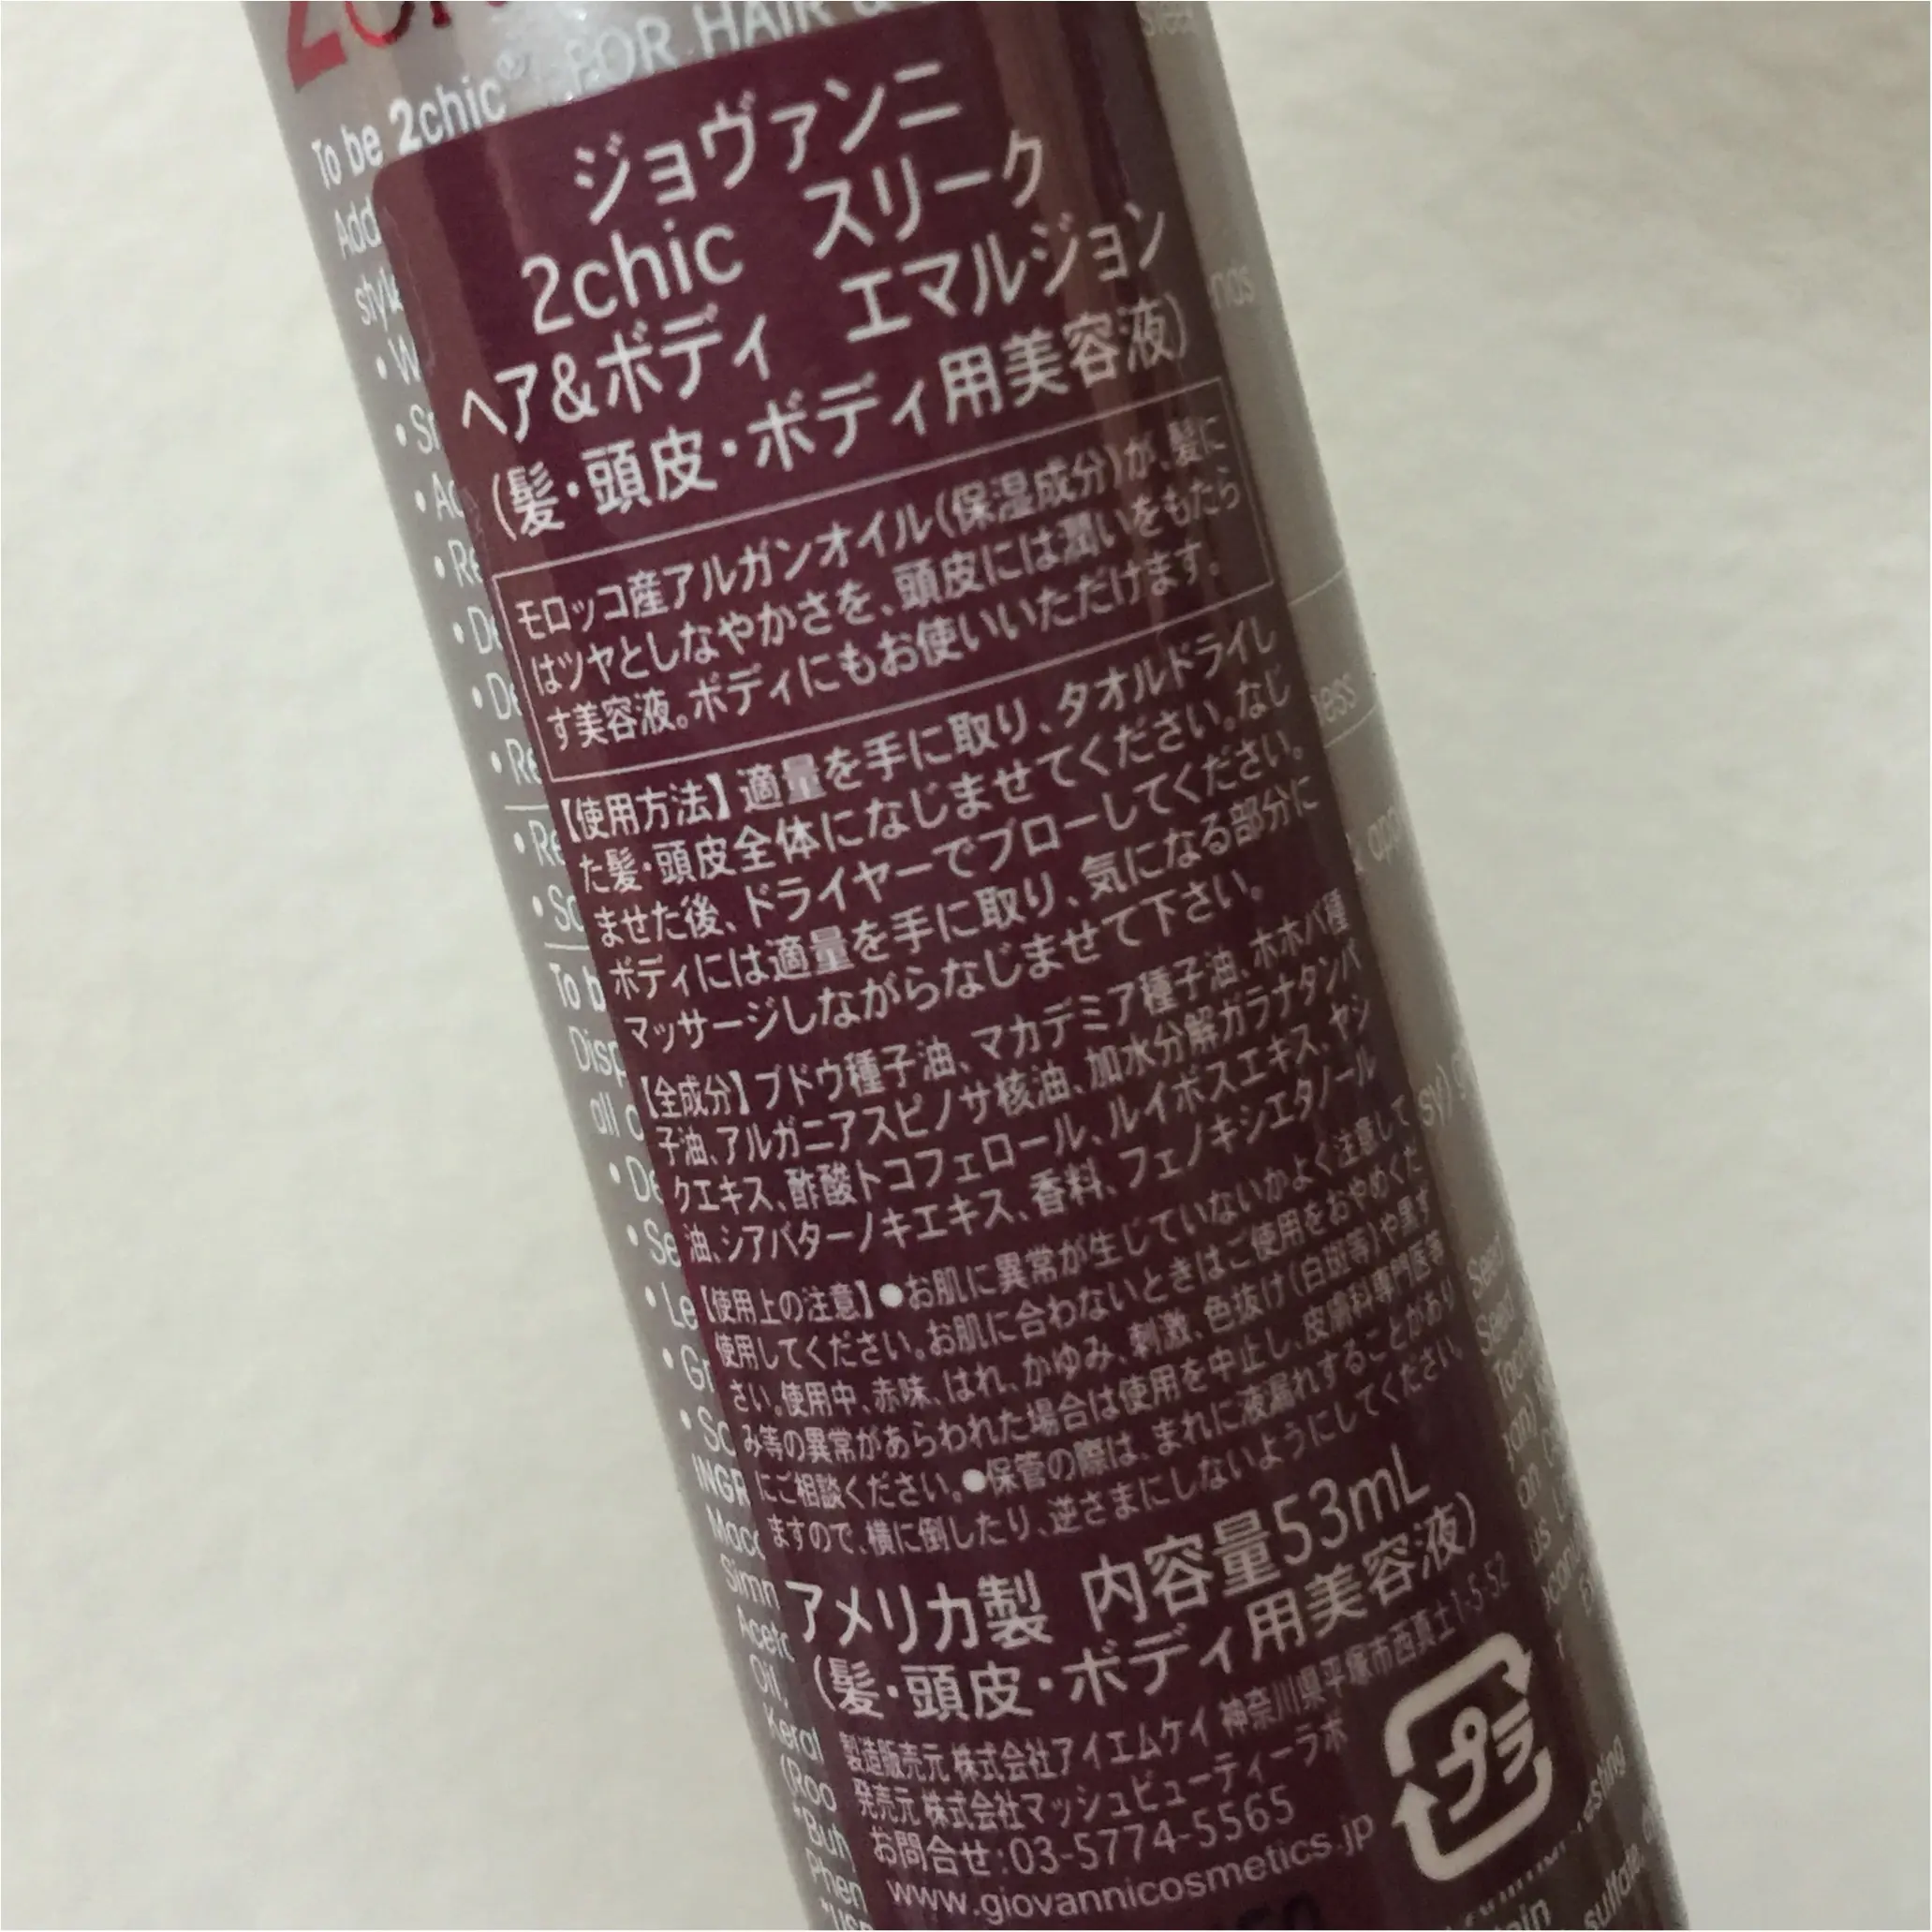 To be 2chic® FOR HAIR &
ジョヴァンニ
2chic スリーク
ヘア&ボディ エマルジョン
(髪・頭皮・ボディ用美容液)
モロッコ産アルガンオイル(保湿成分)が、髪に
はツヤとしなやかさを、頭皮には潤いをもたら
す美容液。ボディにもお使いいただけます。
【使用方法】適量を手に取り、タオルドライし
た髪・頭皮全体になじませてください。なじ
ませた後、ドライヤーでブローしてください。
ボディには適量を手に取り、気になる部分に
マッサージしながらなじませて下さい。
【全成分】ブドウ種子油、マカデミア種子油、ホホバ種
子油、アルガニアスピノサ核油、加水分解ガラナタンパ
クエキス、酢酸トコフェロール、ルイボスエキス、ヤシ
油、シアバターノキエキス、香料、フェノキシエタノール
【使用上の注意】●お肌に異常が生じていないかよく注意して
使用してください。お肌に合わないときはご使用をおやめくだ
さい。使用中、赤味、はれ、かゆみ、刺激、色抜け(白斑等)や黒ず
み等の異常があらわれた場合は使用を中止し、皮膚科専門医等
にご相談ください。●保管の際は、まれに液漏れすることがあり
ますので、横に倒したり、逆さまにしないようにしてください。
アメリカ製 内容量53mL
(髪・頭皮・ボディ用美容液)
製造販売元 株式会社アイエムケイ 神奈川県平塚市西真土1-5-52
発売元 株式会社マッシュビューティーラボ
お問合せ:03-5774-5565
www.giovannicosmetics.jp
プラ